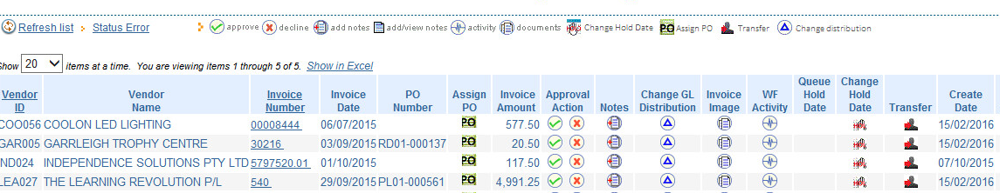 Refresh list Status Error approve decline add notes add/view notes activity documents Change Hold Date PO Assign PO Transfer Change distribution
Show 20 items at a time. You are viewing items 1 through 5 of 5. Show in Excel
Vendor ID Vendor Name Invoice Number Invoice Date PO Number Assign PO Invoice Amount Approval Action Notes Change GL Distribution Invoice Image WF Activity Queue Hold Date Change Hold Date Transfer Create Date
COO056 COOLON LED LIGHTING 00008444 06/07/2015 PO 577.50 15/02/2016
GAR005 GARRLEIGH TROPHY CENTRE 30216 03/09/2015 RD01-000137 PO 20.50 15/02/2016
IND024 INDEPENDENCE SOLUTIONS PTY LTD 5797520.01 01/10/2015 PO 117.50 07/10/2015
LEA027 THE LEARNING REVOLUTION P/L 540 29/09/2015 PL01-000561 PO 4,991.25 15/02/2016